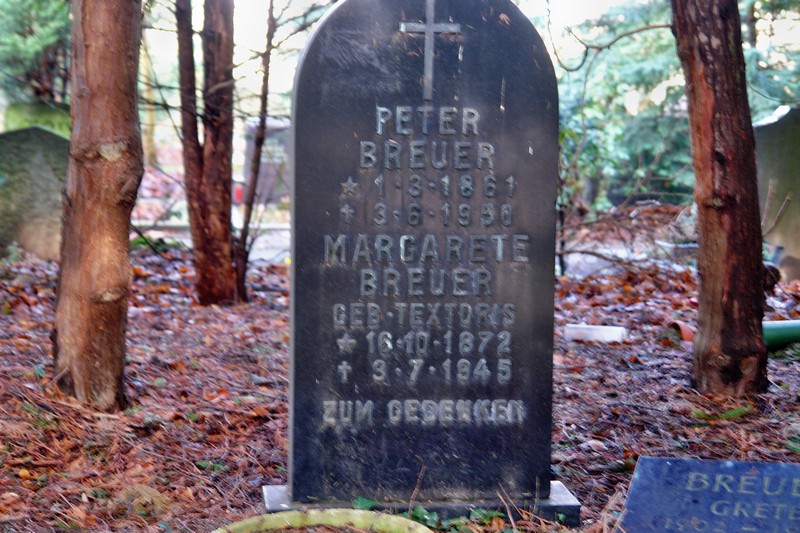 PETER
BREUER
★ 1·3·1861
✝ 3·6·1930
MARGARETE
BREUER
GEB·TEXTORIS
★ 16·10·1872
✝ 3·7·1945
ZUM GEDENKEN
GRETE